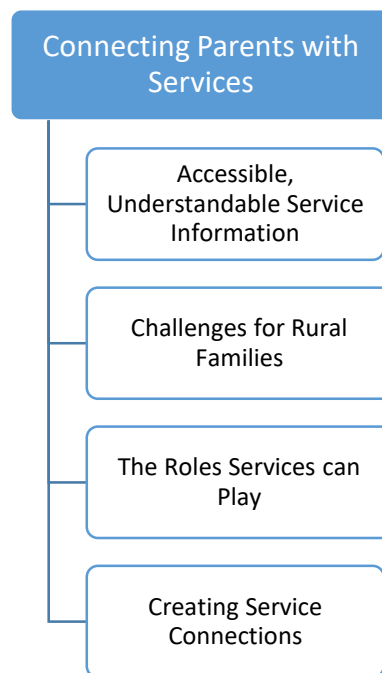 Connecting Parents with
Services
Accessible,
Understandable Service
Information
Challenges for Rural
Families
The Roles Services can
Play
Creating Service
Connections